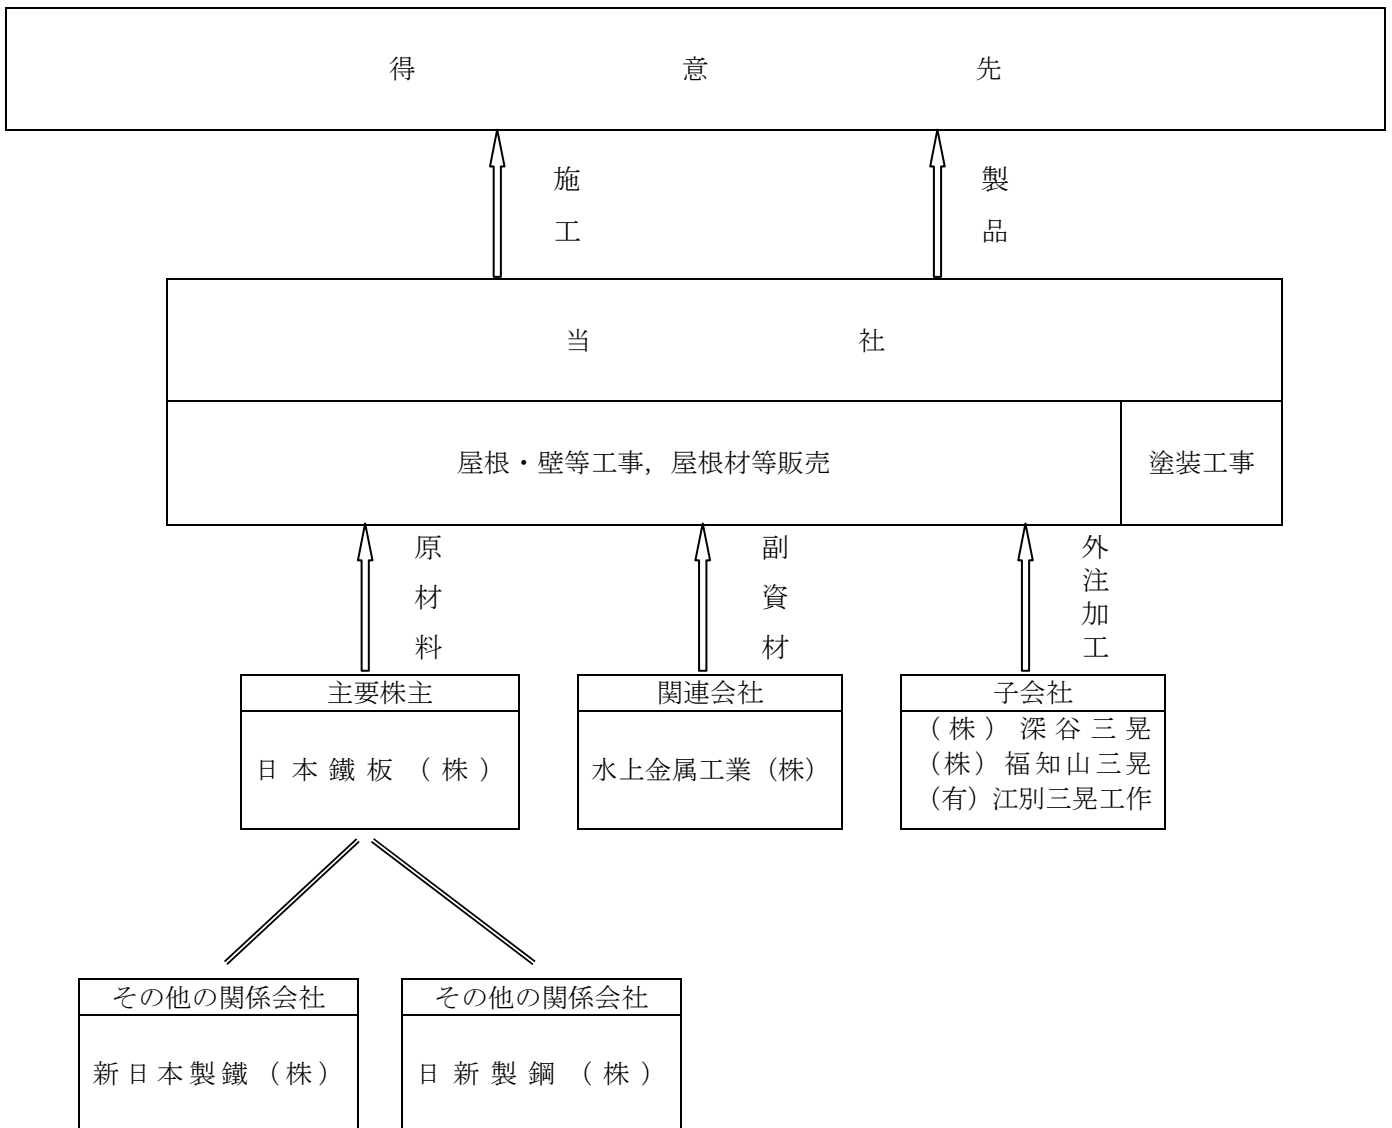 得意先
施工
製品
当社
屋根・壁等工事，屋根材等販売
塗装工事
原材料
副資材
外注加工
主要株主
日本鐵板（株）
関連会社
水上金属工業（株）
子会社
（株）深谷三晃
（株）福知山三晃
（有）江別三晃工作
その他の関係会社
新日本製鐵（株）
その他の関係会社
日新製鋼（株）